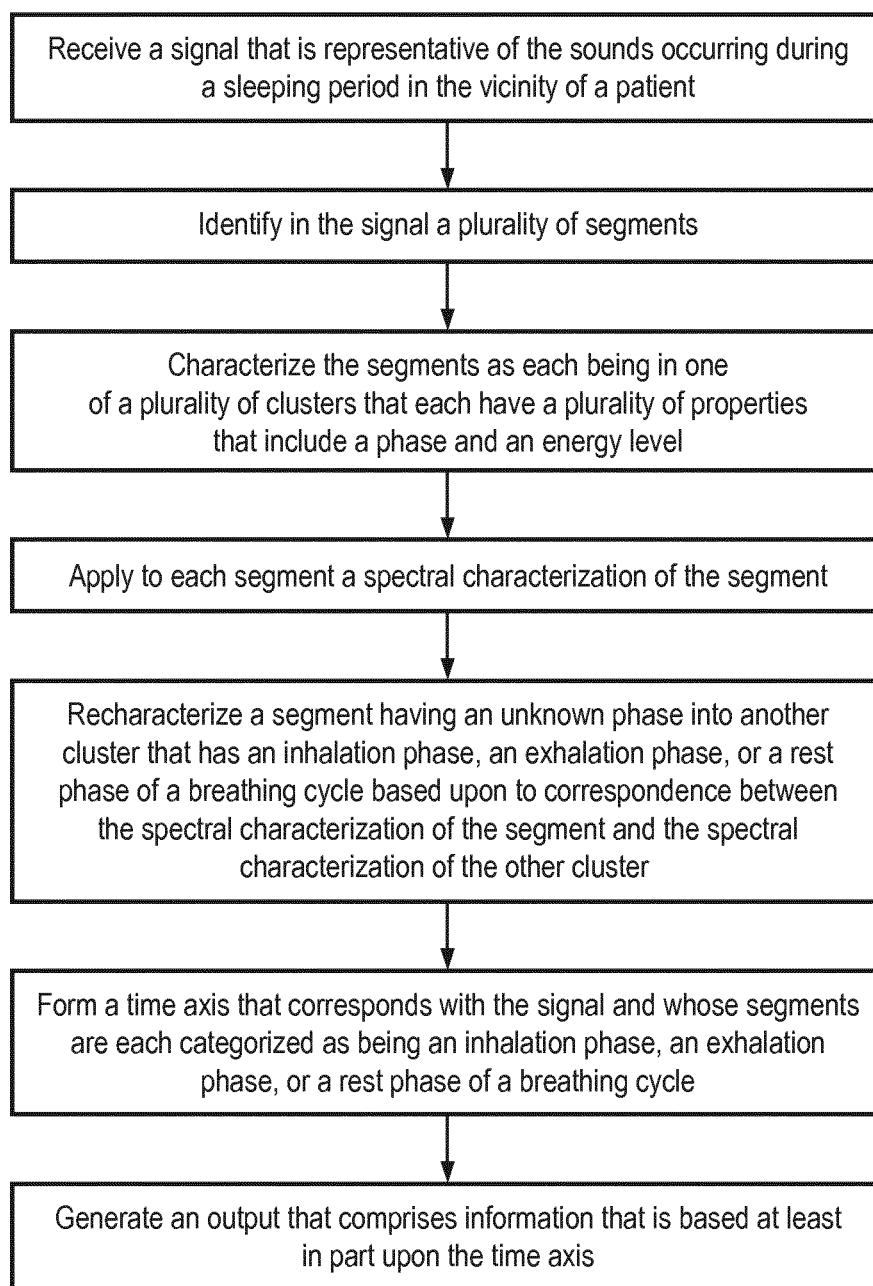 Receive a signal that is representative of the sounds occurring during
a sleeping period in the vicinity of a patient
Identify in the signal a plurality of segments
Characterize the segments as each being in one
of a plurality of clusters that each have a plurality of properties
that include a phase and an energy level
Apply to each segment a spectral characterization of the segment
Recharacterize a segment having an unknown phase into another
cluster that has an inhalation phase, an exhalation phase, or a rest
phase of a breathing cycle based upon to correspondence between
the spectral characterization of the segment and the spectral
characterization of the other cluster
Form a time axis that corresponds with the signal and whose segments
are each categorized as being an inhalation phase, an exhalation
phase, or a rest phase of a breathing cycle
Generate an output that comprises information that is based at least
in part upon the time axis